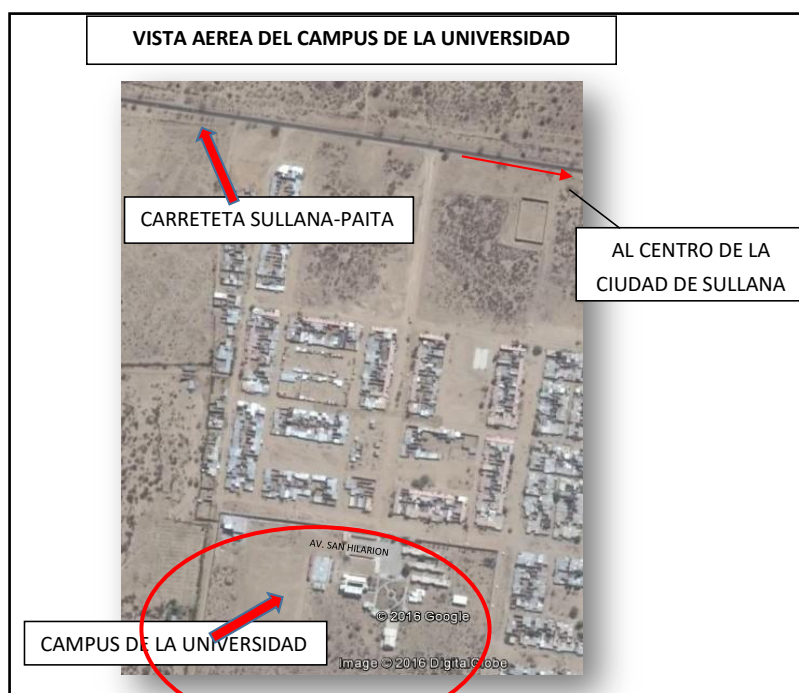 VISTA AEREA DEL CAMPUS DE LA UNIVERSIDAD
CARRETETA SULLANA-PAITA
AL CENTRO DE LA
CIUDAD DE SULLANA
AV. SAN HILARION
© 2016 Google
CAMPUS DE LA UNIVERSIDAD
Image © 2016 DigitalGlobe